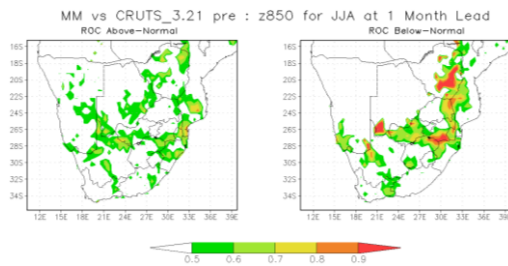 MM vs CRUTS_3.21 pre : z850 for JJA at 1 Month Lead
ROC Above-Normal
ROC Below-Normal
16S
18S
20S
22S
24S
26S
28S
30S
32S
34S
16S
18S
20S
22S
24S
26S
28S
30S
32S
34S
12E 15E 18E 21E 24E 27E 30E 33E 36E 39E
12E 15E 18E 21E 24E 27E 30E 33E 36E 39E
0.5 0.6 0.7 0.8 0.9